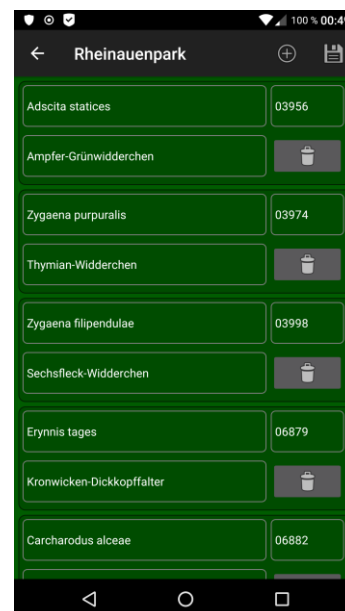 100 % 00:4
Rheinauenpark
Adscita statices
03956
Ampfer-Grünwidderchen
Zygaena purpuralis
03974
Thymian-Widderchen
Zygaena filipendulae
03998
Sechsfleck-Widderchen
Erynnis tages
06879
Kronwicken-Dickkopffalter
Carcharodus alceae
06882